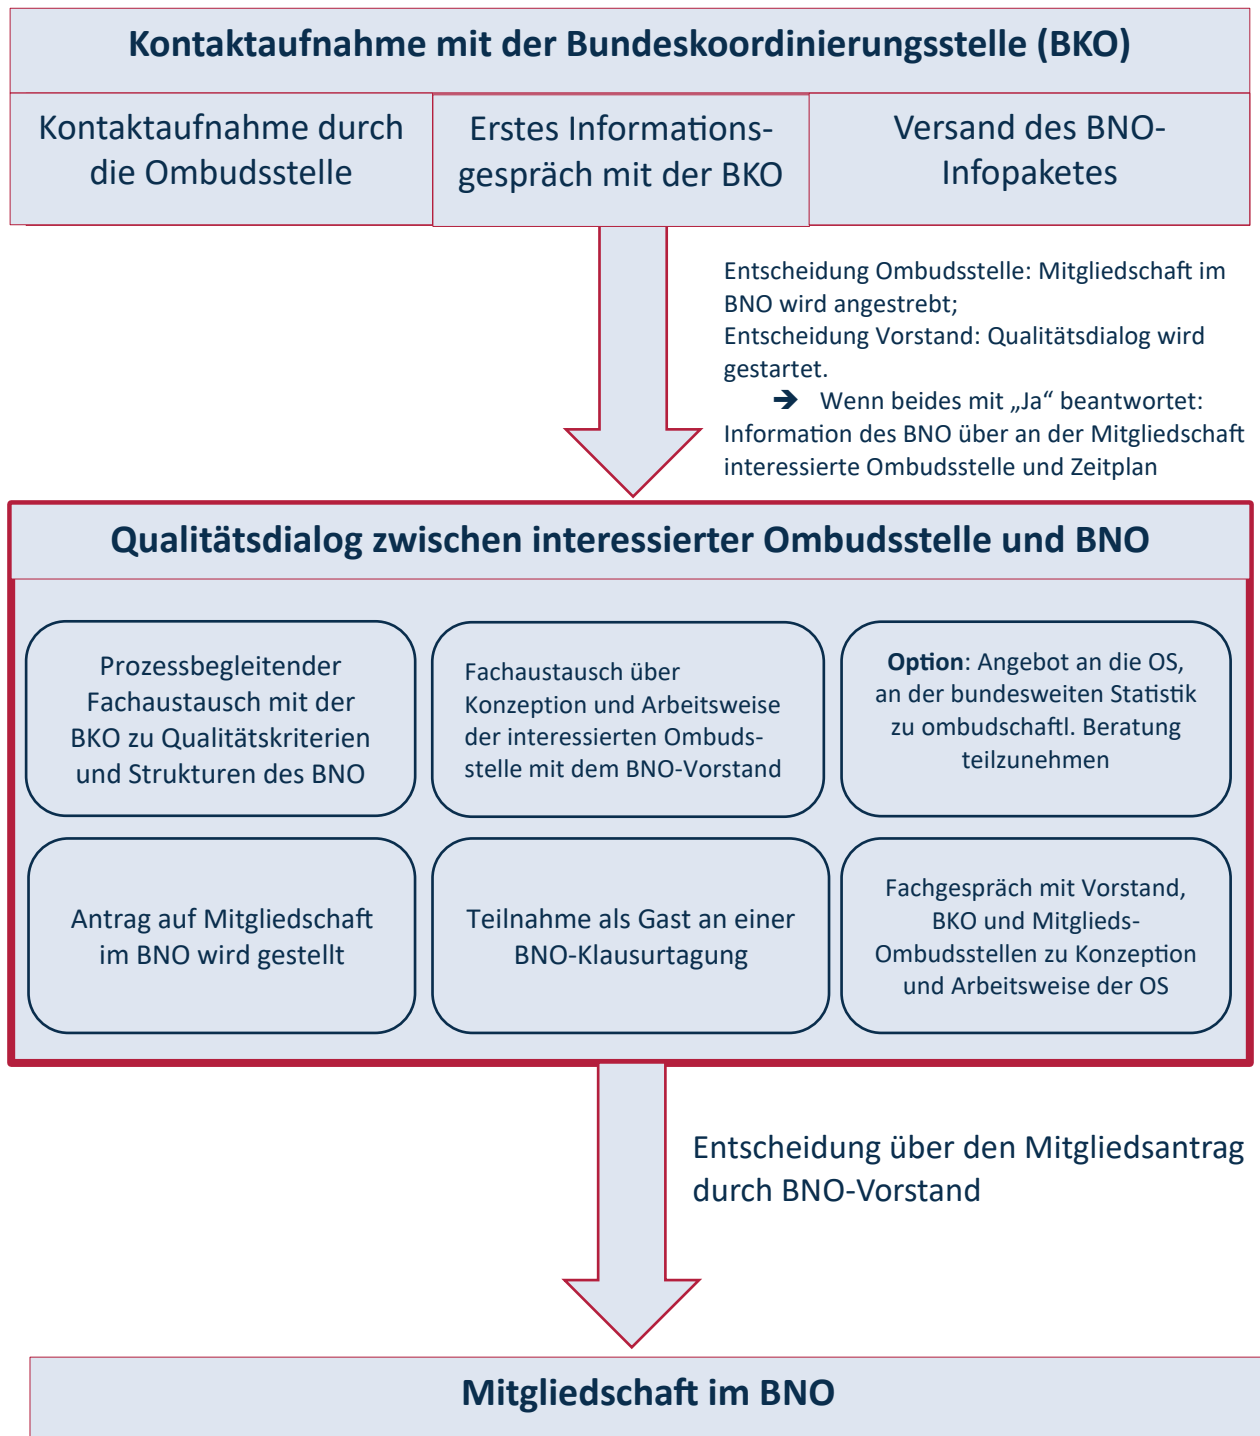 Kontaktaufnahme mit der Bundeskoordinierungsstelle (BKO)
Kontaktaufnahme durch
die Ombudsstelle
Erstes Informations-
gespräch mit der BKO
Versand des BNO-
Infopaketes
Entscheidung Ombudsstelle: Mitgliedschaft im
BNO wird angestrebt;
Entscheidung Vorstand: Qualitätsdialog wird
gestartet.
➔ Wenn beides mit „Ja“ beantwortet:
Information des BNO über an der Mitgliedschaft
interessierte Ombudsstelle und Zeitplan
Qualitätsdialog zwischen interessierter Ombudsstelle und BNO
Prozessbegleitender
Fachaustausch mit der
BKO zu Qualitätskriterien
und Strukturen des BNO
Fachaustausch über
Konzeption und Arbeitsweise
der interessierten Ombuds-
stelle mit dem BNO-Vorstand
Option: Angebot an die OS,
an der bundesweiten Statistik
zu ombudschaftl. Beratung
teilzunehmen
Antrag auf Mitgliedschaft
im BNO wird gestellt
Teilnahme als Gast an einer
BNO-Klausurtagung
Fachgespräch mit Vorstand,
BKO und Mitglieds-
Ombudsstellen zu Konzeption
und Arbeitsweise der OS
Entscheidung über den Mitgliedsantrag
durch BNO-Vorstand
Mitgliedschaft im BNO